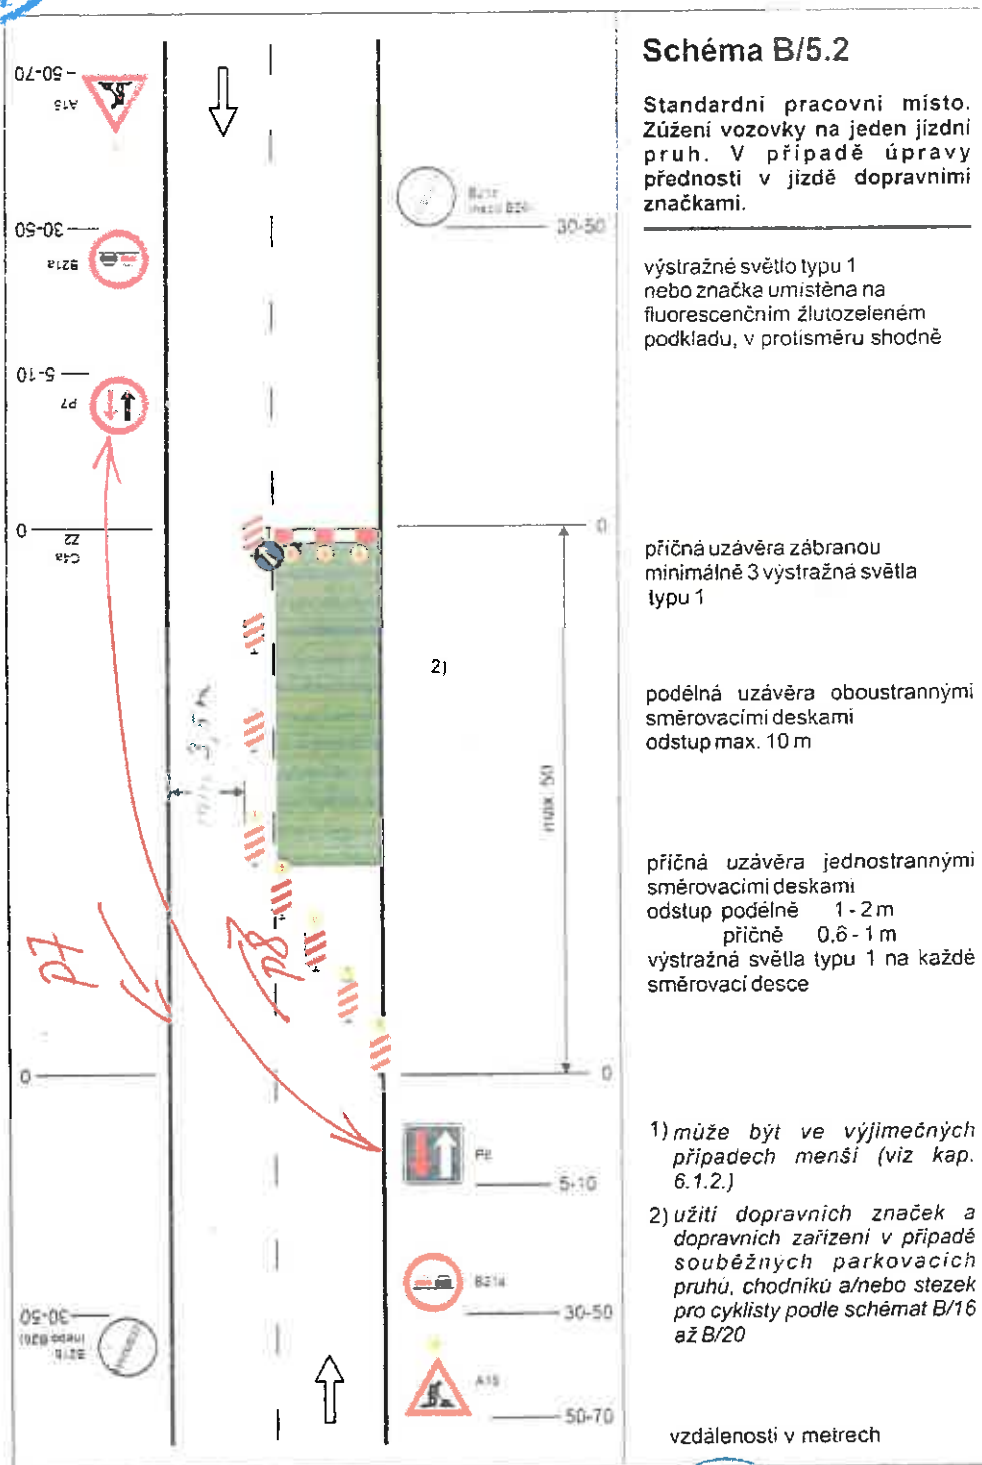 Schéma B/5.2
Standardní pracovní místo.
Zúžení vozovky na jeden jízdní
pruh. V případě úpravy
přednosti v jízdě dopravními
značkami.
výstražné světlo typu 1
nebo značka umístěna na
fluorescenčním žlutozeleném
podkladu, v protisměru shodně
příčná uzávěra zábranou
minimálně 3 výstražná světla
typu 1
podélná uzávěra oboustrannými
směrovacími deskami
odstup max. 10 m
příčná uzávěra jednostrannými
směrovacími deskami
odstup podélně 1 - 2 m
příčně 0,6 - 1 m
výstražná světla typu 1 na každé
směrovací desce
1) může být ve výjimečných
případech menší (viz kap.
6.1.2.)
2) užití dopravních značek a
dopravních zařízení v případě
souběžných parkovacích
pruhů, chodníků a/nebo stezek
pro cyklisty podle schémat B/16
až B/20
vzdálenosti v metrech
50-70
A15
30-50
B21a
5-10
P7
0
Z2
C4a
30-50
0
2)
max. 50
p7
p8
0
0
P8
5-10
B21a
30-50
A15
50-70
30-50
(nebo B26)